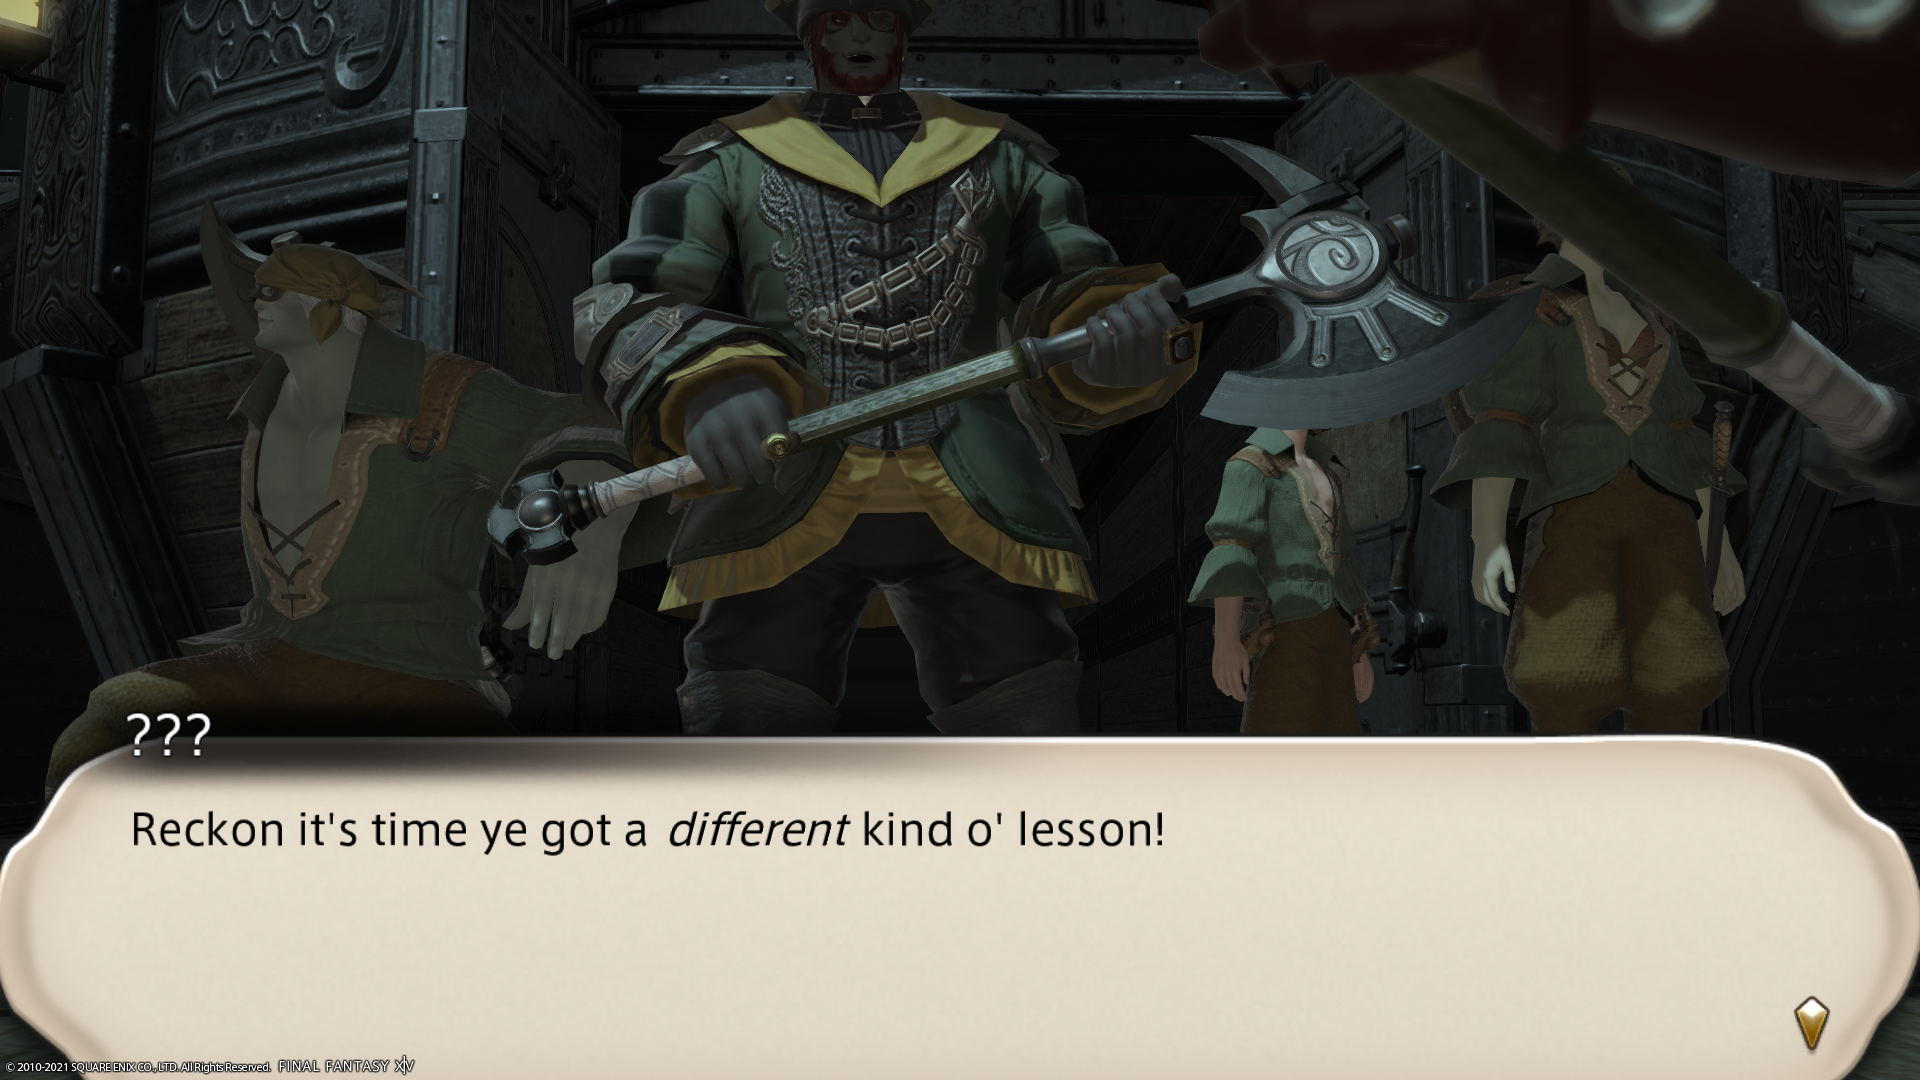 ???
Reckon it's time ye got a different kind o' lesson!
© 2010-2021 SQUARE ENIX CO., LTD. All Rights Reserved. FINAL FANTASY XIV